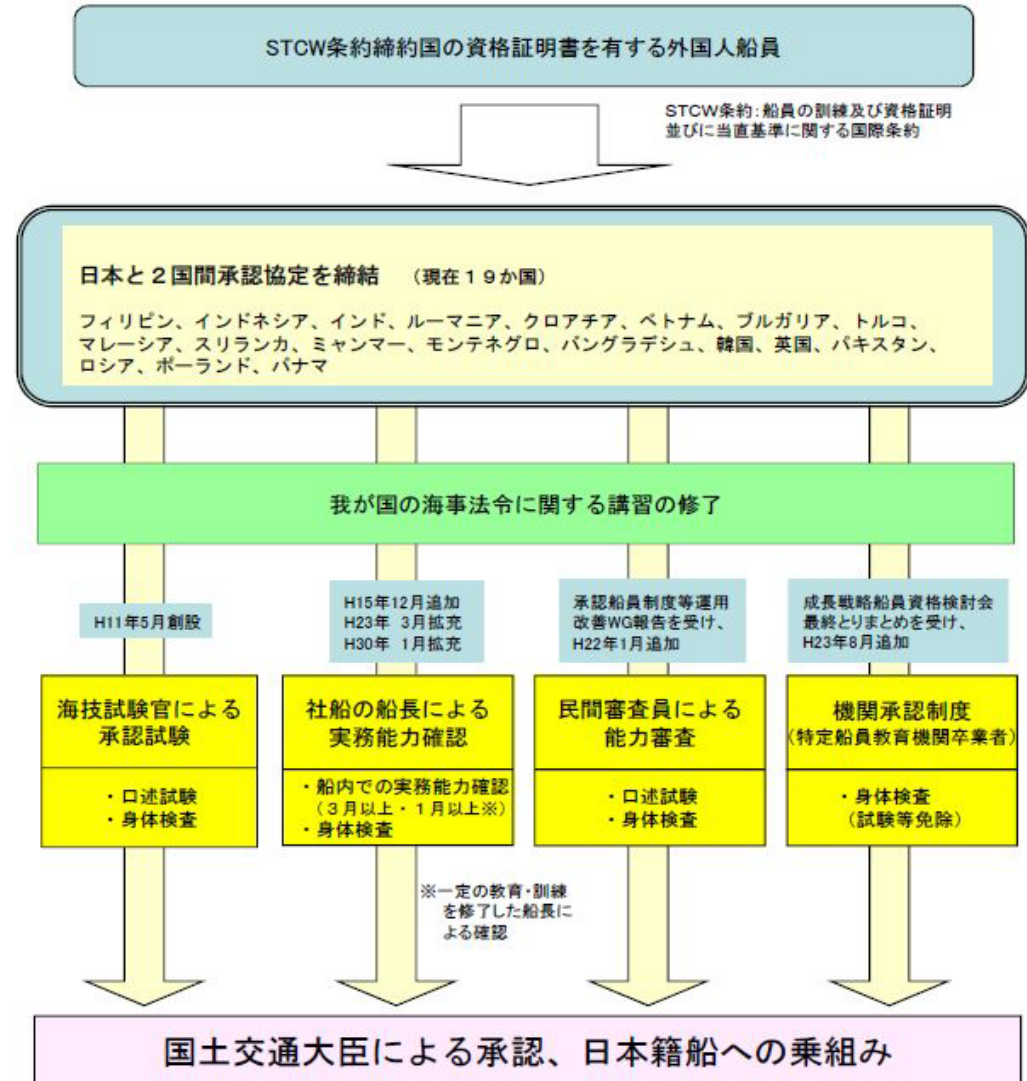 STCW条約締約国の資格証明書を有する外国人船員
STCW条約：船員の訓練及び資格証明
並びに当直基準に関する国際条約
日本と２国間承認協定を締結　（現在１９か国）
フィリピン、インドネシア、インド、ルーマニア、クロアチア、ベトナム、ブルガリア、トルコ、
マレーシア、スリランカ、ミャンマー、モンテネグロ、バングラデシュ、韓国、英国、パキスタン、
ロシア、ポーランド、パナマ
我が国の海事法令に関する講習の修了
H11年5月創設
H15年12月追加
H23年 3月拡充
H30年 1月拡充
承認船員制度等運用
改善WG報告を受け、
H22年1月追加
成長戦略船員資格検討会
最終とりまとめを受け、
H23年8月追加
海技試験官による
承認試験
・口述試験
・身体検査
社船の船長による
実務能力確認
・船内での実務能力確認
（３月以上・１月以上※）
・身体検査
民間審査員による
能力審査
・口述試験
・身体検査
機関承認制度
（特定船員教育機関卒業者）
・身体検査
（試験等免除）
※一定の教育・訓練
を修了した船長に
よる確認
国土交通大臣による承認、日本籍船への乗組み